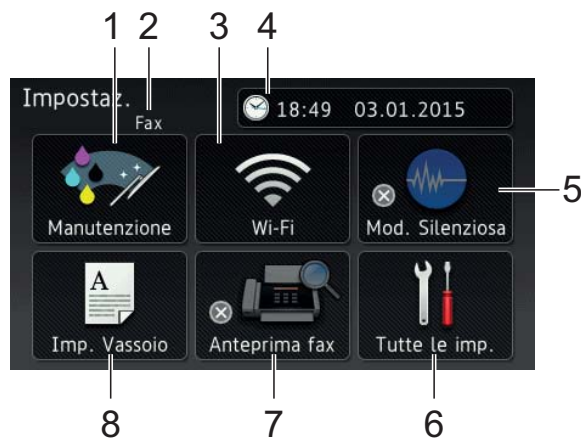 1 2 3 4
Impostaz.
Fax
18:49 03.01.2015
Manutenzione Wi-Fi Mod. Silenziosa
5
A
Imp. Vassoio Anteprima fax Tutte le imp.
8 7 6